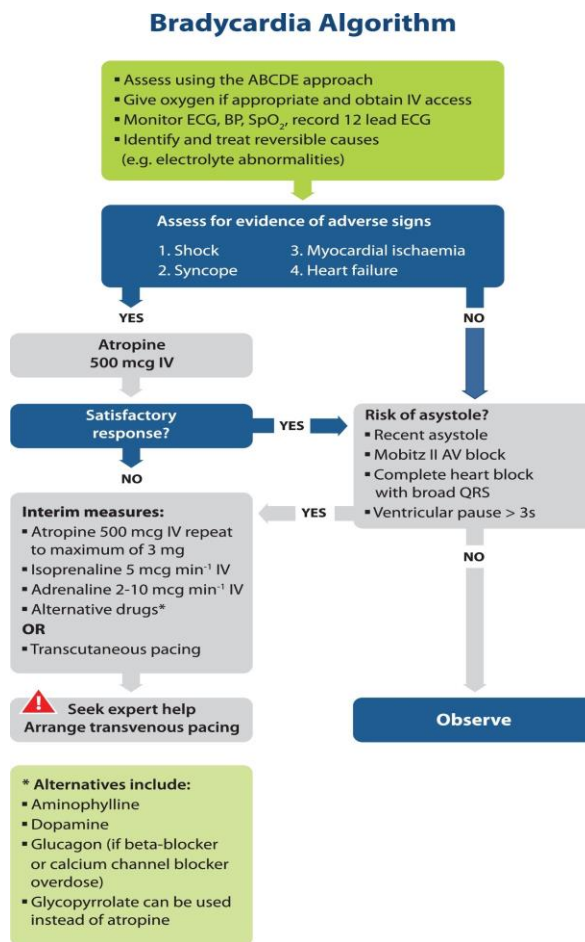 Bradycardia Algorithm
▪ Assess using the ABCDE approach
▪ Give oxygen if appropriate and obtain IV access
▪ Monitor ECG, BP, SpO₂, record 12 lead ECG
▪ Identify and treat reversible causes
(e.g. electrolyte abnormalities)
Assess for evidence of adverse signs
1. Shock
2. Syncope
3. Myocardial ischaemia
4. Heart failure
YES
NO
Atropine
500 mcg IV
Satisfactory
response?
YES
NO
Risk of asystole?
▪ Recent asystole
▪ Mobitz II AV block
▪ Complete heart block
with broad QRS
▪ Ventricular pause > 3s
YES
NO
Interim measures:
▪ Atropine 500 mcg IV repeat
to maximum of 3 mg
▪ Isoprenaline 5 mcg min⁻¹ IV
▪ Adrenaline 2-10 mcg min⁻¹ IV
▪ Alternative drugs*
OR
▪ Transcutaneous pacing
!
Seek expert help
Arrange transvenous pacing
Observe
* Alternatives include:
▪ Aminophylline
▪ Dopamine
▪ Glucagon (if beta-blocker
or calcium channel blocker
overdose)
▪ Glycopyrrolate can be used
instead of atropine